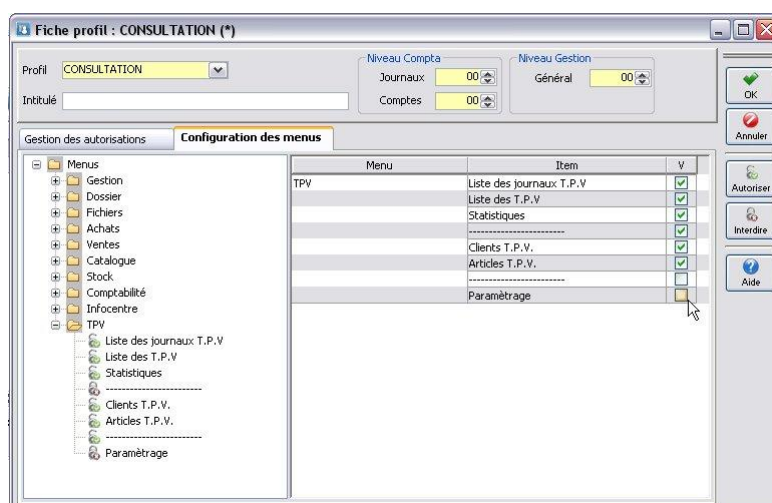 Fiche profil : CONSULTATION (*)
Profil CONSULTATION
Intitulé
Niveau Compta
Journaux 00
Comptes 00
Niveau Gestion
Général 00
OK
Annuler
Autoriser
Interdire
Aide
Gestion des autorisations Configuration des menus
Menus
Gestion
Dossier
Fichiers
Achats
Ventes
Catalogue
Stock
Comptabilité
Infocentre
TPV
Liste des journaux T.P.V
Liste des T.P.V
Statistiques
------------------------
Clients T.P.V.
Articles T.P.V.
------------------------
Paramètrage
Menu Item V
TPV Liste des journaux T.P.V
Liste des T.P.V
Statistiques
------------------------
Clients T.P.V.
Articles T.P.V.
------------------------
Paramètrage